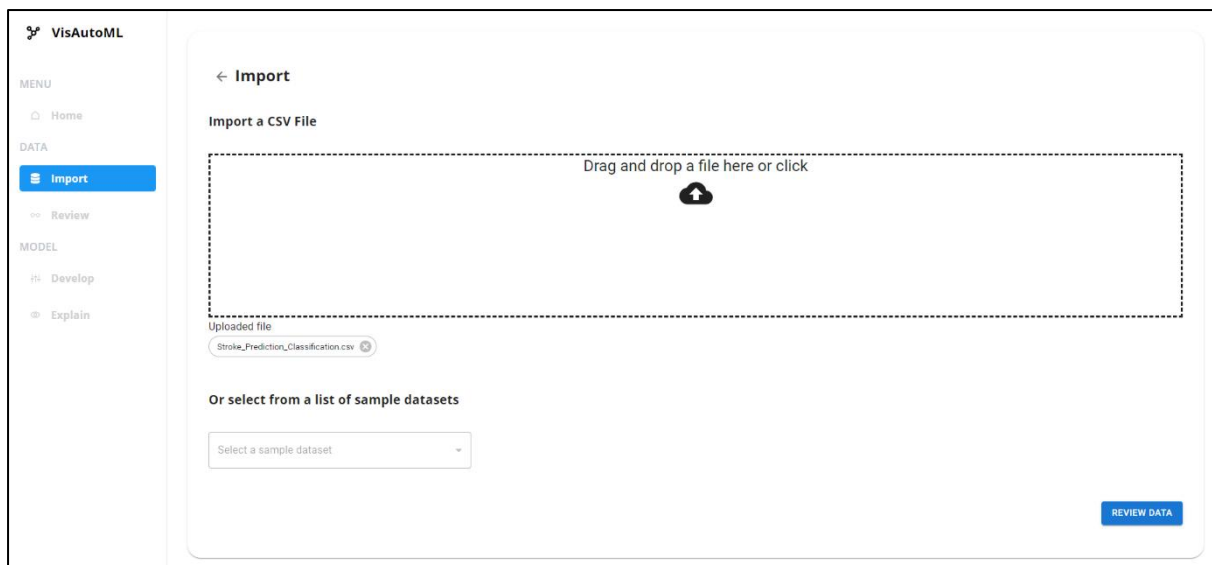 VisAutoML
MENU
Home
DATA
Import
Review
MODEL
Develop
Explain
← Import
Import a CSV File
Drag and drop a file here or click
Uploaded file
Stroke_Prediction_Classification.csv
Or select from a list of sample datasets
Select a sample dataset
REVIEW DATA